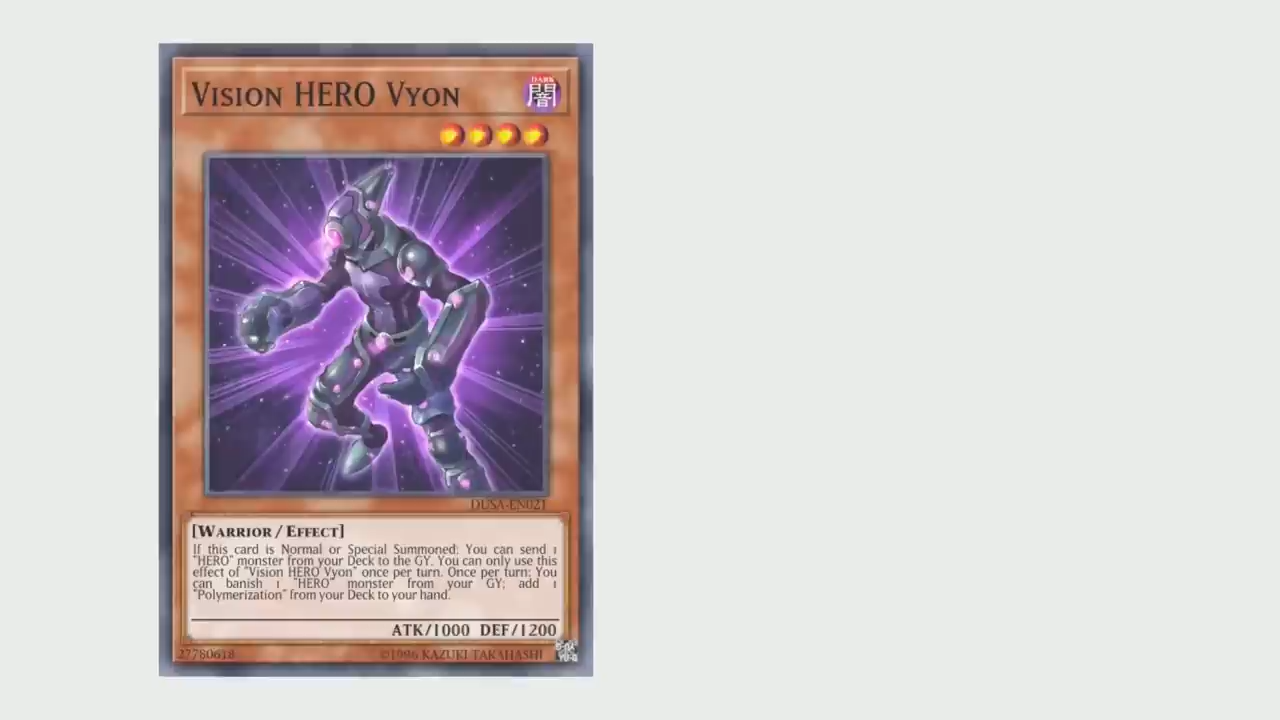 Vision HERO Vyon
DARK
闇
DUSA-EN021
[Warrior / Effect]
If this card is Normal or Special Summoned: You can send 1
"HERO" monster from your Deck to the GY. You can only use this
effect of "Vision HERO Vyon" once per turn. Once per turn: You
can banish 1 "HERO" monster from your GY; add 1
"Polymerization" from your Deck to your hand.
ATK/1000 DEF/1200
27780618
©1996 KAZUKI TAKAHASHI